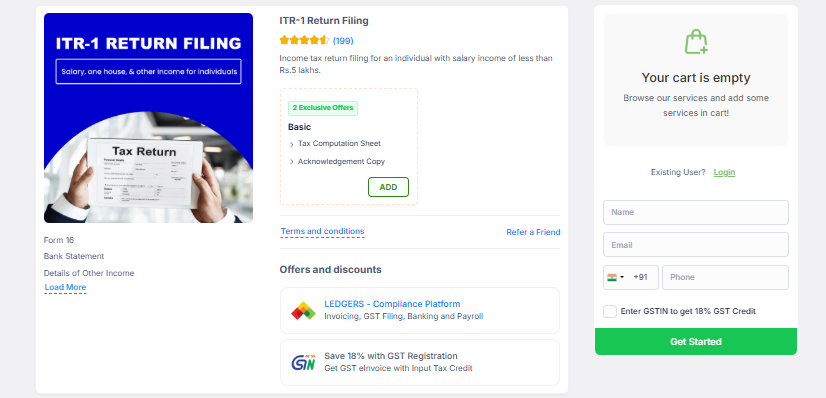 ITR-1 RETURN FILING
Salary, one house, & other Income for individuals
Tax Return
Form 16
Bank Statement
Details of Other Income
Load More
ITR-1 Return Filing
(199)
Income tax return filing for an individual with salary income of less than
Rs.5 lakhs.
2 Exclusive Offers
Basic
Tax Computation Sheet
Acknowledgement Copy
ADD
Terms and conditions
Refer a Friend
Offers and discounts
LEDGERS - Compliance Platform
Invoicing, GST Filing, Banking and Payroll
Save 18% with GST Registration
Get GST eInvoice with Input Tax Credit
Your cart is empty
Browse our services and add some
services in cart!
Existing User? Login
Name
Email
+91 Phone
Enter GSTIN to get 18% GST Credit
Get Started